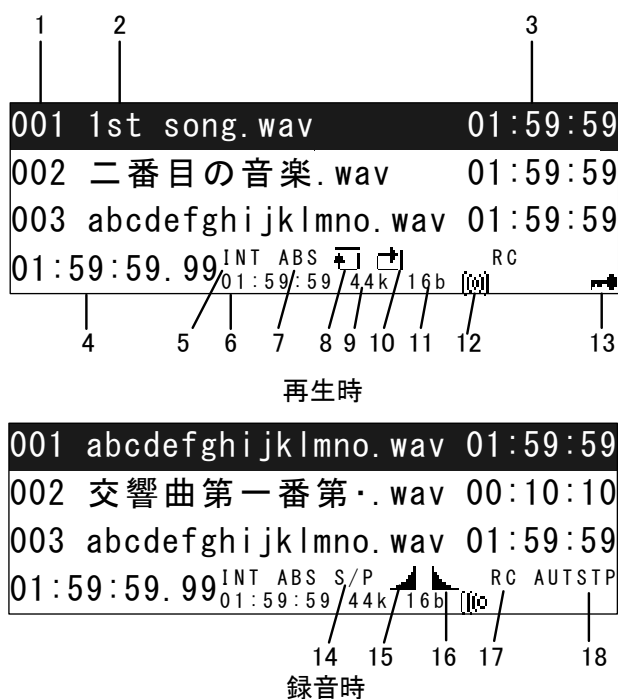 1 2 3
001 1st song.wav 01:59:59
002 二番目の音楽.wav 01:59:59
003 abcdefghijklmno.wav 01:59:59
01:59:59.99 INT ABS RC
01:59:59 44k 16b
4 5 6 7 8 9 10 11 12 13
再生時
001 abcdefghijklmno.wav 01:59:59
002 交響曲第一番第・.wav 00:10:10
003 abcdefghijklmno.wav 01:59:59
01:59:59.99 INT ABS S/P RC AUTSTP
01:59:59 44k 16b
14 15 16 17 18
録音時